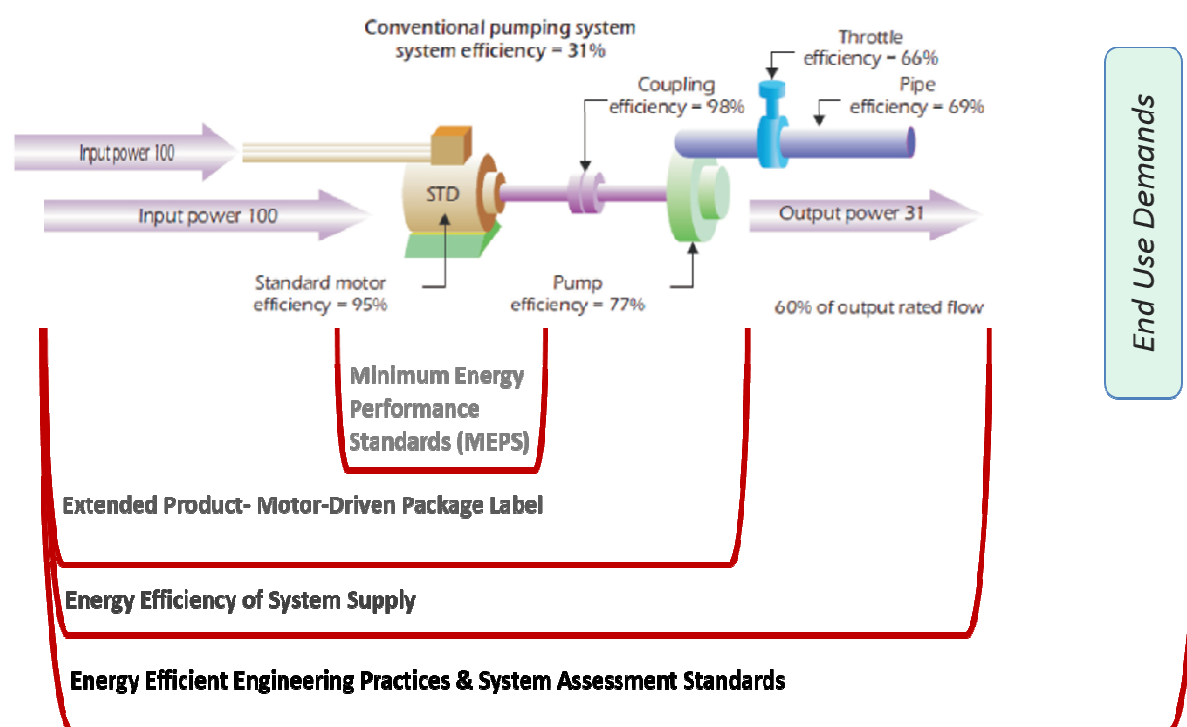 Conventional pumping system
system efficiency = 31%
Throttle
efficiency = 66%
Coupling
efficiency = 98%
Pipe
efficiency = 69%
Input power 100
Input power 100
STD
Output power 31
Standard motor
efficiency = 95%
Pump
efficiency = 77%
60% of output rated flow
End Use Demands
Minimum Energy
Performance
Standards (MEPS)
Extended Product- Motor-Driven Package Label
Energy Efficiency of System Supply
Energy Efficient Engineering Practices & System Assessment Standards